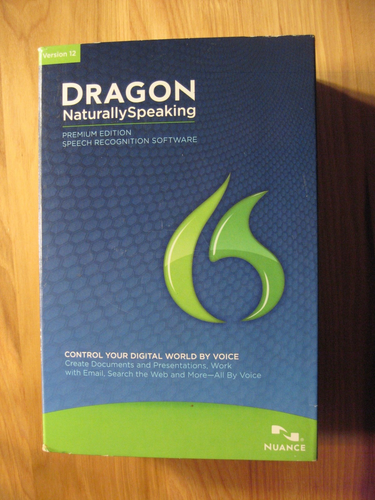 Version 12
DRAGON
NaturallySpeaking
PREMIUM EDITION
SPEECH RECOGNITION SOFTWARE
CONTROL YOUR DIGITAL WORLD BY VOICE
Create Documents and Presentations, Work
with Email, Search the Web and More—All By Voice
NUANCE